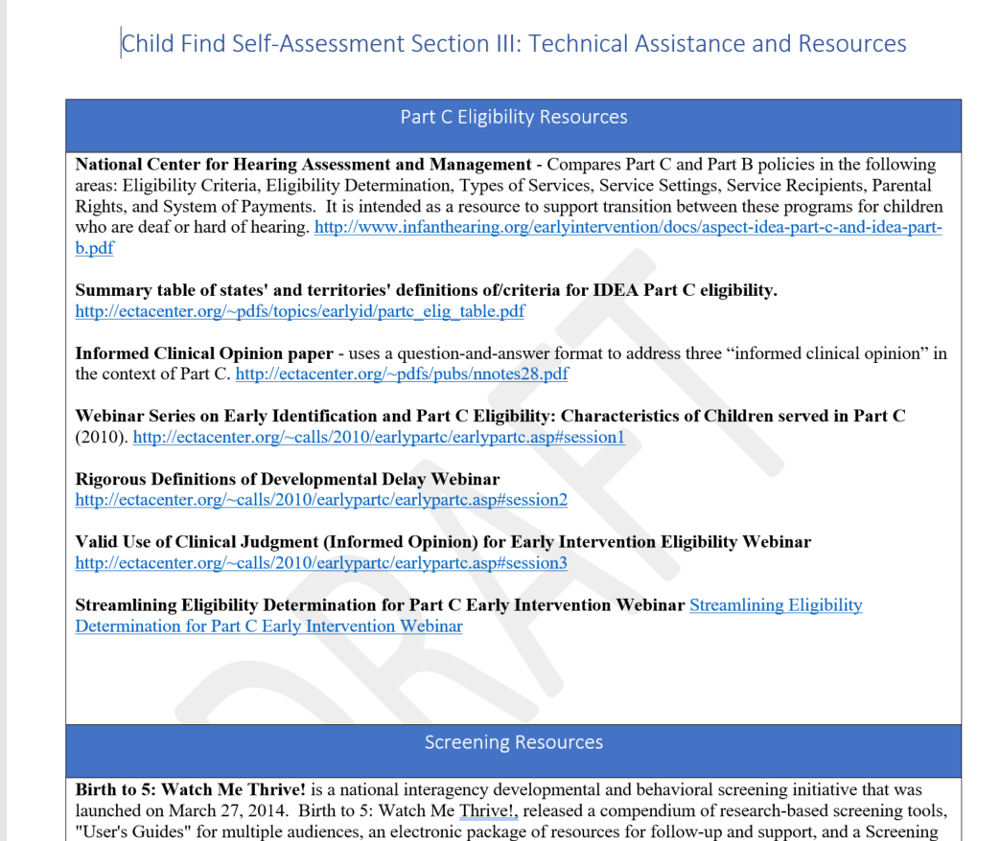 Child Find Self-Assessment Section III: Technical Assistance and Resources
Part C Eligibility Resources
National Center for Hearing Assessment and Management - Compares Part C and Part B policies in the following
areas: Eligibility Criteria, Eligibility Determination, Types of Services, Service Settings, Service Recipients, Parental
Rights, and System of Payments.  It is intended as a resource to support transition between these programs for children
who are deaf or hard of hearing. http://www.infanthearing.org/earlyintervention/docs/aspect-idea-part-c-and-idea-part-
b.pdf
Summary table of states' and territories' definitions of/criteria for IDEA Part C eligibility.
http://ectacenter.org/~pdfs/topics/earlyid/partc_elig_table.pdf
Informed Clinical Opinion paper - uses a question-and-answer format to address three “informed clinical opinion” in
the context of Part C. http://ectacenter.org/~pdfs/pubs/nnotes28.pdf
Webinar Series on Early Identification and Part C Eligibility: Characteristics of Children served in Part C
(2010). http://ectacenter.org/~calls/2010/earlypartc/earlypartc.asp#session1
Rigorous Definitions of Developmental Delay Webinar
http://ectacenter.org/~calls/2010/earlypartc/earlypartc.asp#session2
Valid Use of Clinical Judgment (Informed Opinion) for Early Intervention Eligibility Webinar
http://ectacenter.org/~calls/2010/earlypartc/earlypartc.asp#session3
Streamlining Eligibility Determination for Part C Early Intervention Webinar Streamlining Eligibility
Determination for Part C Early Intervention Webinar
DRAFT
Screening Resources
Birth to 5: Watch Me Thrive! is a national interagency developmental and behavioral screening initiative that was
launched on March 27, 2014.  Birth to 5: Watch Me Thrive!, released a compendium of research-based screening tools,
"User's Guides" for multiple audiences, an electronic package of resources for follow-up and support, and a Screening